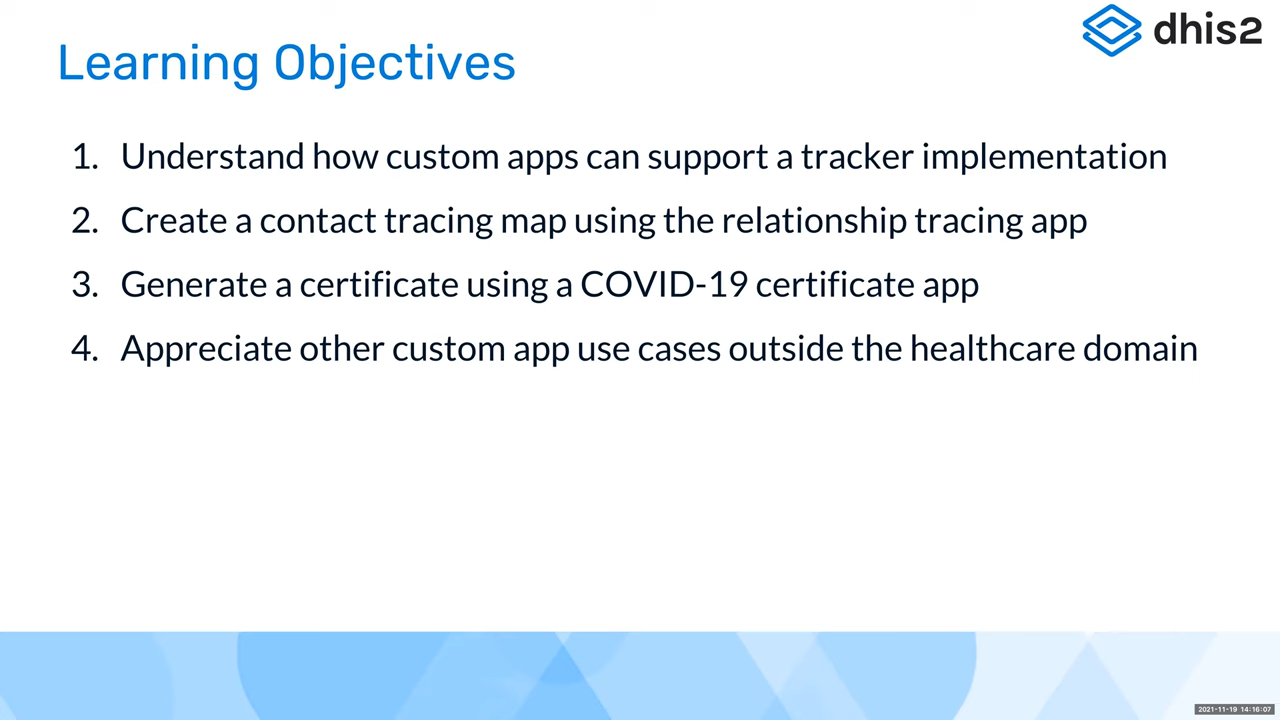 dhis2
Learning Objectives
1. Understand how custom apps can support a tracker implementation
2. Create a contact tracing map using the relationship tracing app
3. Generate a certificate using a COVID-19 certificate app
4. Appreciate other custom app use cases outside the healthcare domain
2021-11-19 14:16:07